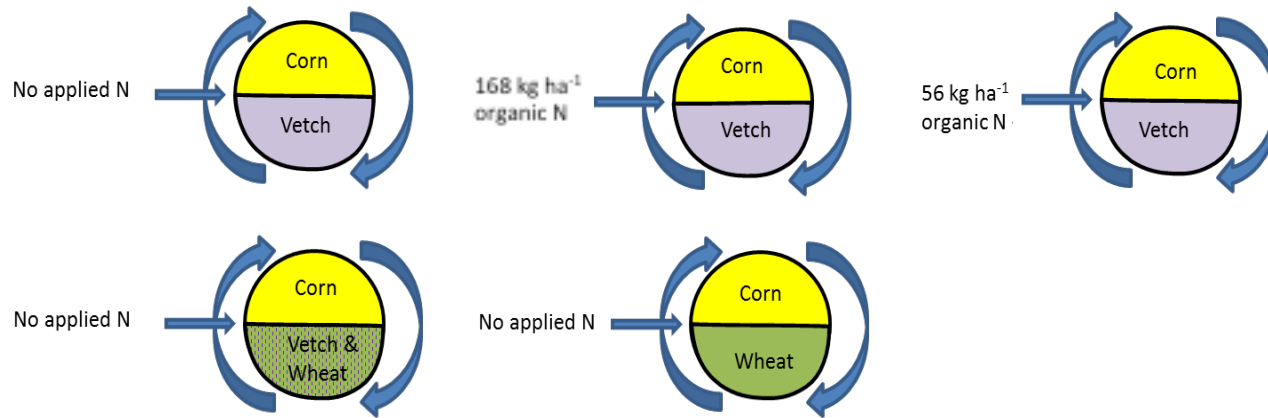 No applied N
Corn
Vetch
168 kg ha⁻¹
organic N
Corn
Vetch
56 kg ha⁻¹
organic N
Corn
Vetch
No applied N
Corn
Vetch &
Wheat
No applied N
Corn
Wheat